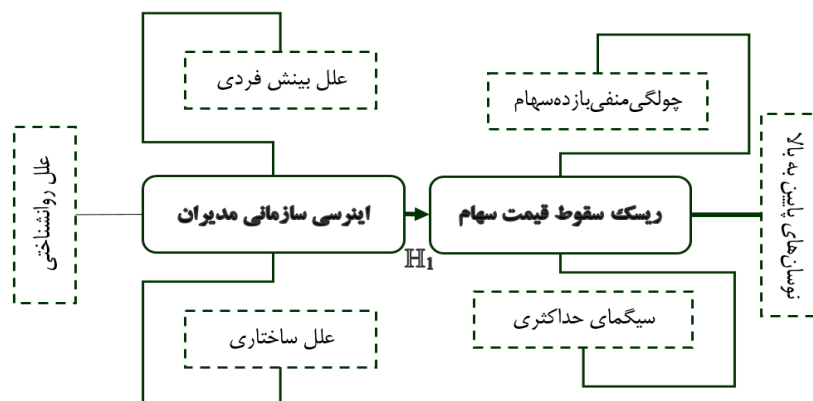 علل بینش فردی
چولگی‌منفی‌بازده‌سهام
علل روانشناختی
اینرسی سازمانی مدیران
ریسک سقوط قیمت سهام
نوسان‌های پایین به بالا
H1
علل ساختاری
سیگمای حداکثری